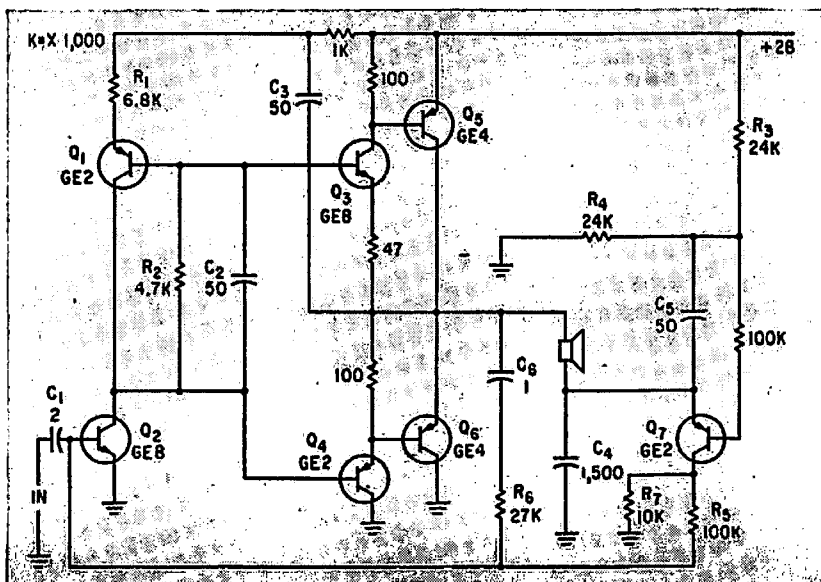 K=X 1,000
1K
+28
R1
6.8K
C3
50
100
Q5
GE4
R3
24K
Q1
GE2
Q3
GE8
R4
24K
R2
4.7K
C2
50
47
C5
50
100K
C1
2
Q2
GE8
100
C6
1
Q4
GE2
Q6
GE4
C4
1,500
Q7
GE2
IN
R6
27K
R7
10K
R5
100K